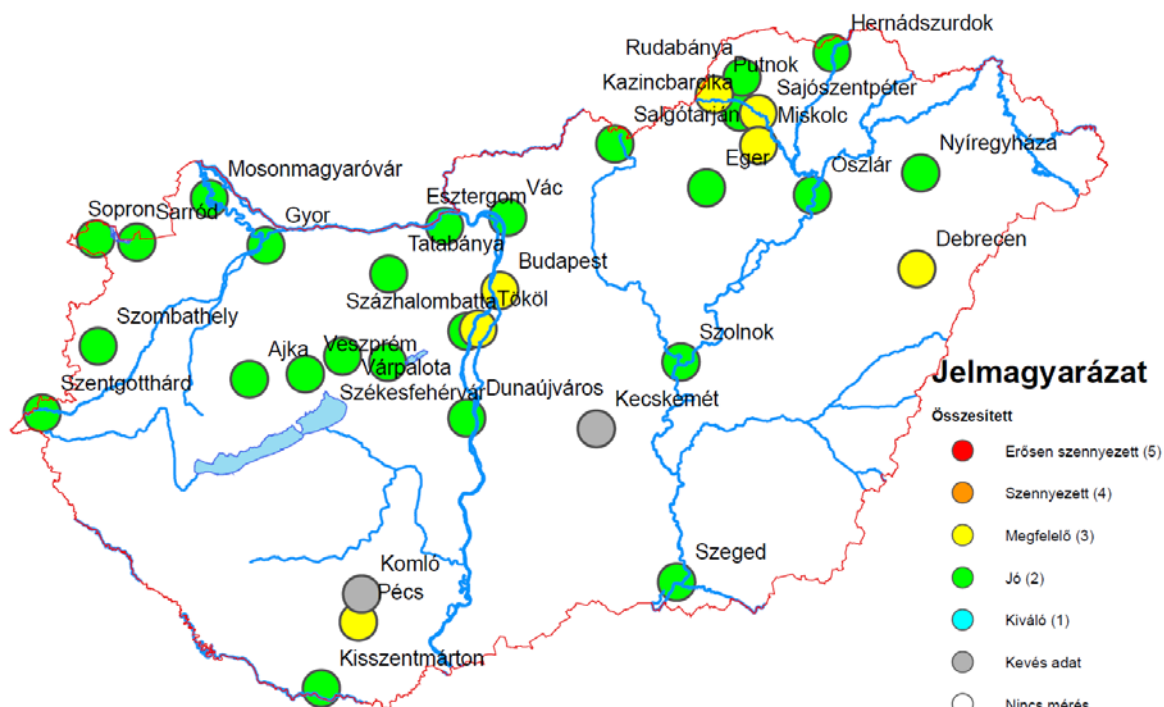 Hernádszurdok
Rudabánya
Putnok
Kazincbarcika
Sajószentpéter
Salgótarján
Miskolc
Eger
Oszlár
Nyíregyháza
Mosonmagyaróvár
Vác
Esztergom
Sopron
Sarród
Gyor
Tatabánya
Debrecen
Budapest
Százhalombatta
Tököl
Szombathely
Szolnok
Ajka
Veszprém
Várpalota
Szentgotthárd
Székesfehérvár
Dunaújváros
Kecskemét
Szeged
Komló
Pécs
Kisszentmárton
Jelmagyarázat
Összesített
Erősen szennyezett (5)
Szennyezett (4)
Megfelelő (3)
Jó (2)
Kiváló (1)
Kevés adat
Nincs mérés